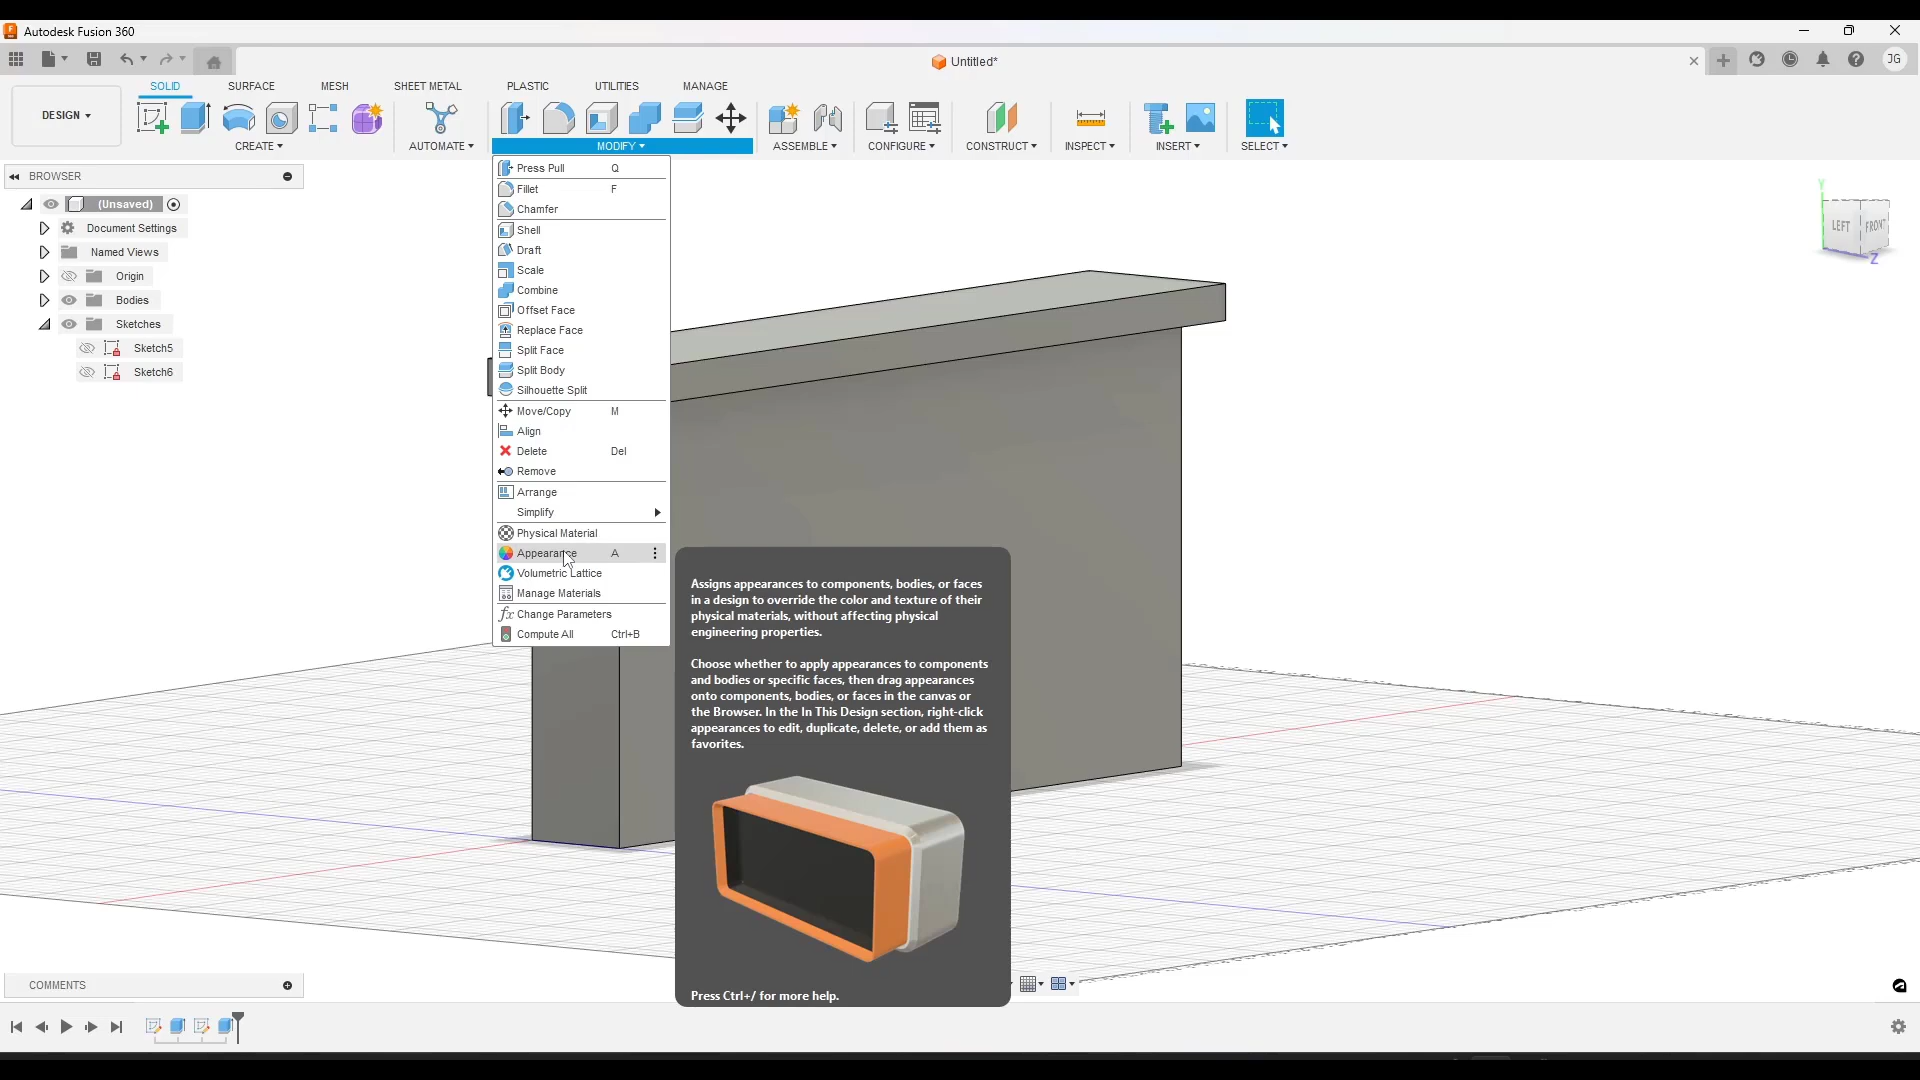 Autodesk Fusion 360
Untitled*
JG
DESIGN
SOLID SURFACE MESH SHEET METAL PLASTIC UTILITIES MANAGE
CREATE AUTOMATE MODIFY ASSEMBLE CONFIGURE CONSTRUCT INSPECT INSERT SELECT
BROWSER
(Unsaved)
Document Settings
Named Views
Origin
Bodies
Sketches
Sketch5
Sketch6
Press Pull Q
Fillet F
Chamfer
Shell
Draft
Scale
Combine
Offset Face
Replace Face
Split Face
Split Body
Silhouette Split
Move/Copy M
Align
Delete Del
Remove
Arrange
Simplify
Physical Material
Appearance A
Volumetric Lattice
Manage Materials
fx Change Parameters
Compute All Ctrl+B
Assigns appearances to components, bodies, or faces
in a design to override the color and texture of their
physical materials, without affecting physical
engineering properties.
Choose whether to apply appearances to components
and bodies or specific faces, then drag appearances
onto components, bodies, or faces in the canvas or
the Browser. In the In This Design section, right-click
appearances to edit, duplicate, delete, or add them as
favorites.
Press Ctrl+/ for more help.
Y
LEFT FRONT
Z
COMMENTS